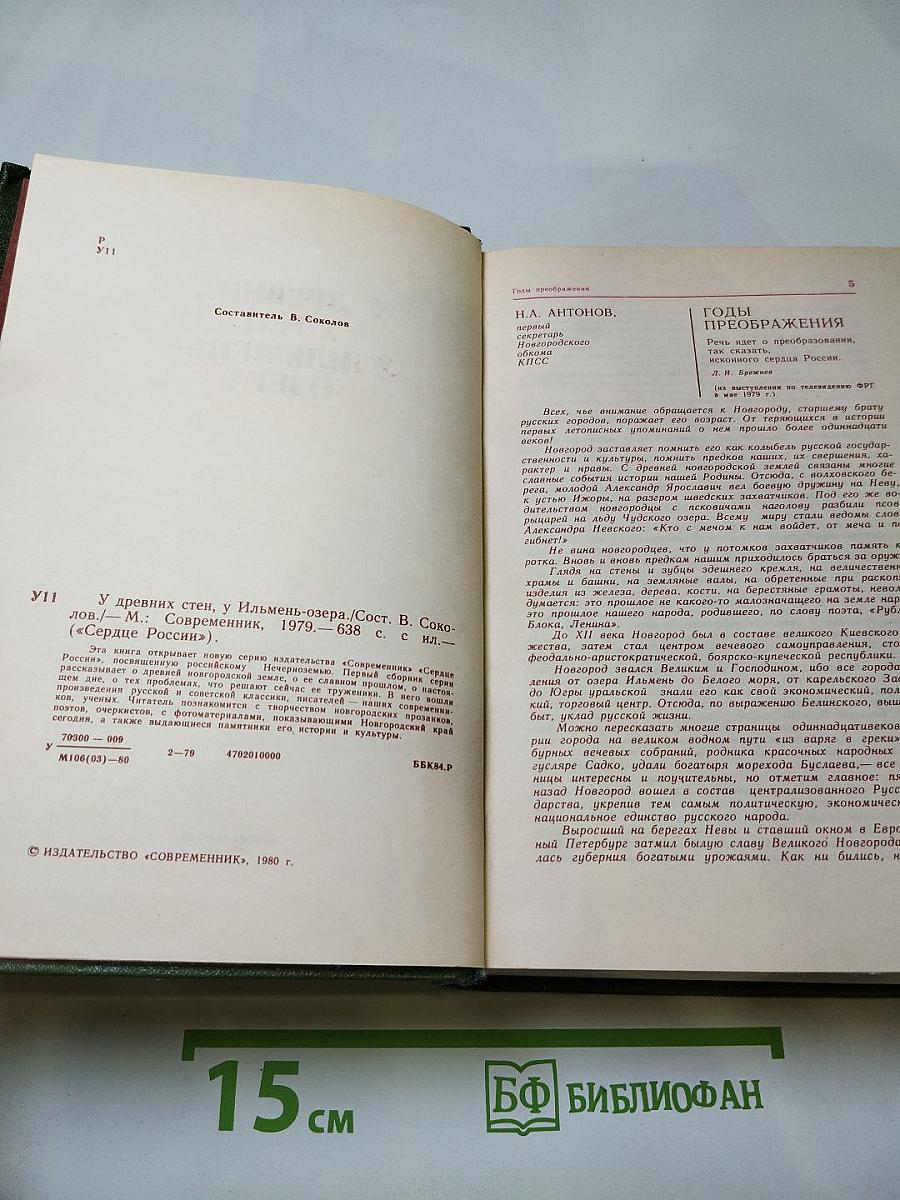 Р
У11
Составитель В. Соколов
У11
У древних стен, у Ильмень-озера./Сост. В. Соко-
лов./— М.: Современник, 1979.— 638 с. с ил.—
(«Сердце России»).
Эта книга открывает новую серию издательства «Современник» «Сердце
России», посвященную российскому Нечерноземью. Первый сборник серии
рассказывает о древней новгородской земле, о ее славном прошлом, о настоя-
щем дне, о тех проблемах, что решают сейчас ее труженики. В него вошли
произведения русской и советской классики, писателей — наших современни-
ков, ученых. Читатель познакомится с творчеством новгородских прозаиков,
поэтов, очеркистов, с фотоматериалами, показывающими Новгородский край
сегодня, а также выдающиеся памятники его истории и культуры.
У 70300 — 009
М106(03)—80 2—79 4702010000
ББК84.Р
© ИЗДАТЕЛЬСТВО «СОВРЕМЕННИК», 1980 г.
Годы преображения 5
Н.А. АНТОНОВ,
первый
секретарь
Новгородского
обкома
КПСС
ГОДЫ
ПРЕОБРАЖЕНИЯ
Речь идет о преобразовании,
так сказать,
исконного сердца России.
Л. И. Брежнев
(из выступления по телевидению ФРГ
в мае 1979 г.)
Всех, чье внимание обращается к Новгороду, старшему брату
русских городов, поражает его возраст. От теряющихся в истории
первых летописных упоминаний о нем прошло более одиннадцати
веков!
Новгород заставляет помнить его как колыбель русской государ-
ственности и культуры, помнить предков наших, их свершения, ха-
рактер и нравы. С древней новгородской землей связаны многие
славные события истории нашей Родины. Отсюда, с волховского бе-
рега, молодой Александр Ярославич вел боевую дружину на Неву,
к устью Ижоры, на разгром шведских захватчиков. Под его же во-
дительством новгородцы с псковичами наголову разбили псов-
рыцарей на льду Чудского озера. Всему миру стали ведомы слов
Александра Невского: «Кто с мечом к нам войдет, от меча и по
гибнет!»
Не вина новгородцев, что у потомков захватчиков память к
ротка. Вновь и вновь предкам нашим приходилось браться за оруж
Глядя на стены и зубцы здешнего кремля, на величественн
храмы и башни, на земляные валы, на обретенные при раскоп
изделия из железа, дерева, кости, на берестяные грамоты, невол
думается: это прошлое не какого-то малозначащего на земле нар
это прошлое нашего народа, родившего, по слову поэта, «Рубл
Блока, Ленина».
До XII века Новгород был в составе великого Киевского
жества, затем стал центром вечевого самоуправления, сто
феодально-аристократической, боярско-купеческой республики.
Новгород звался Великим и Господином, ибо все города
ления от озера Ильмень до Белого моря, от карельского Зао
до Югры уральской знали его как свой экономический, пол
кий, торговый центр. Отсюда, по выражению Белинского, выш
быт, уклад русской жизни.
Можно пересказать многие страницы одиннадцативеков
рии города на великом водном пути «из варяг в греки»
бурных вечевых собраний, родника красочных народных
гусляре Садко, удали богатыря морехода Буслаева,— все
ницы интересны и поучительны, но отметим главное: пя
назад Новгород вошел в состав централизованного Русс
дарства, укрепив тем самым политическую, экономическ
национальное единство русского народа.
Выросший на берегах Невы и ставший окном в Евро
ный Петербург затмил былую славу Великого Новгорода
лась губерния богатыми урожаями. Как ни бились, н
15 см
БФ БИБЛИОФАН